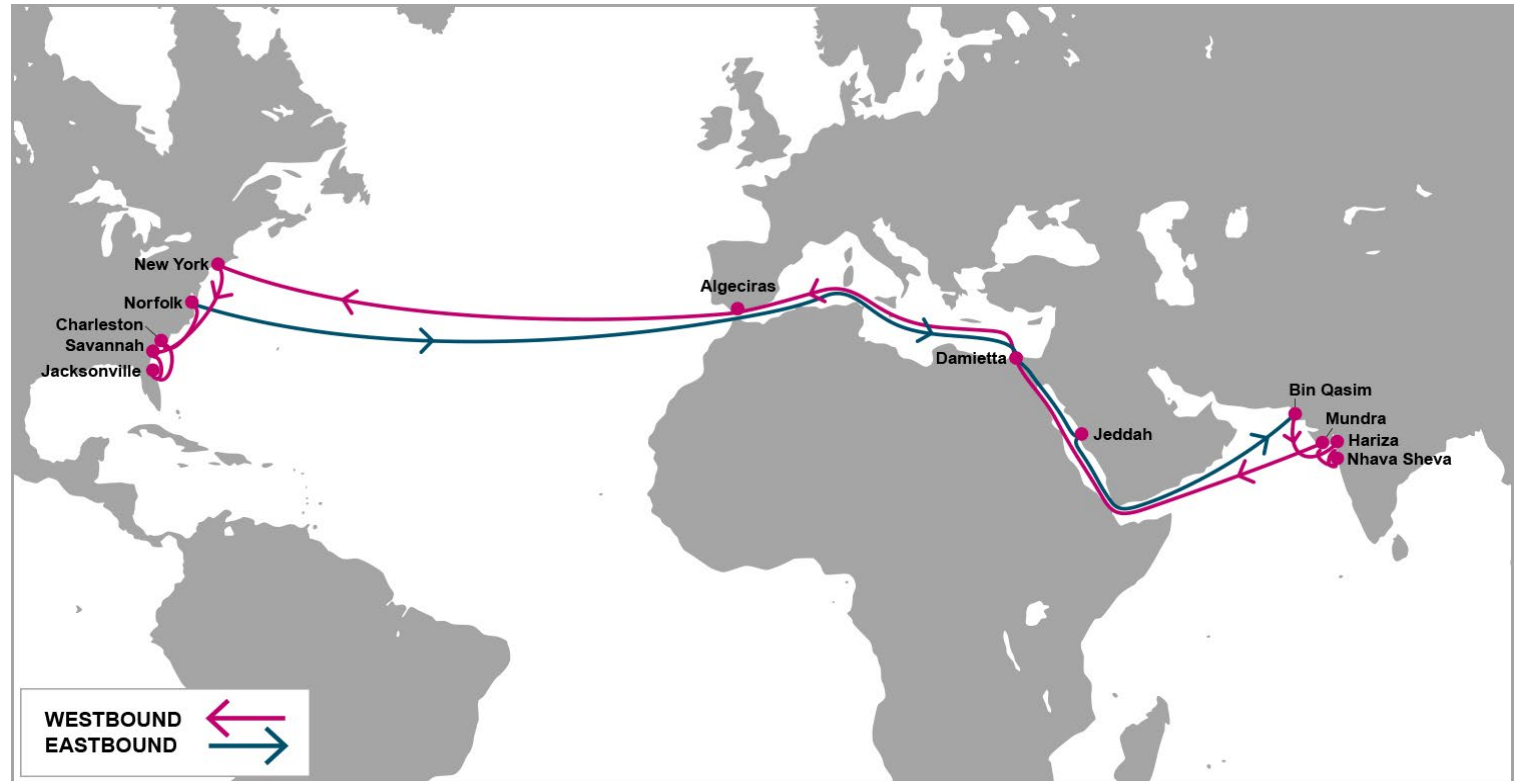 New York
Norfolk
Charleston
Savannah
Jacksonville
Algeciras
Damietta
Jeddah
Bin Qasim
Mundra
Hariza
Nhava Sheva
WESTBOUND
EASTBOUND